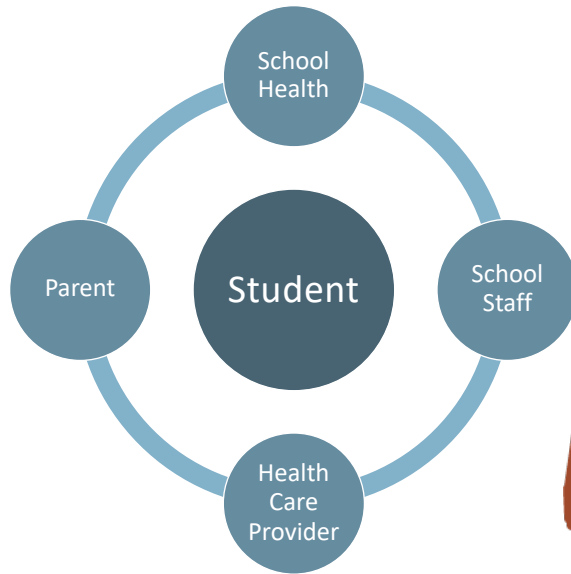 School
Health
Parent
Student
School
Staff
Health
Care
Provider